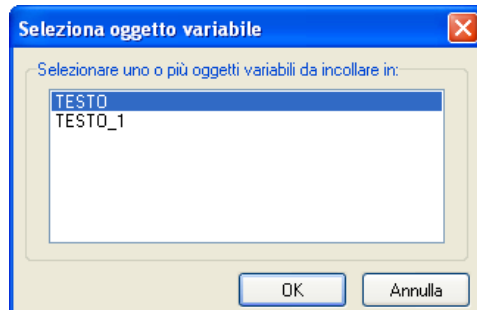 Seleziona oggetto variabile
Selezionare uno o più oggetti variabili da incollare in:
TESTO
TESTO_1
OK
Annulla